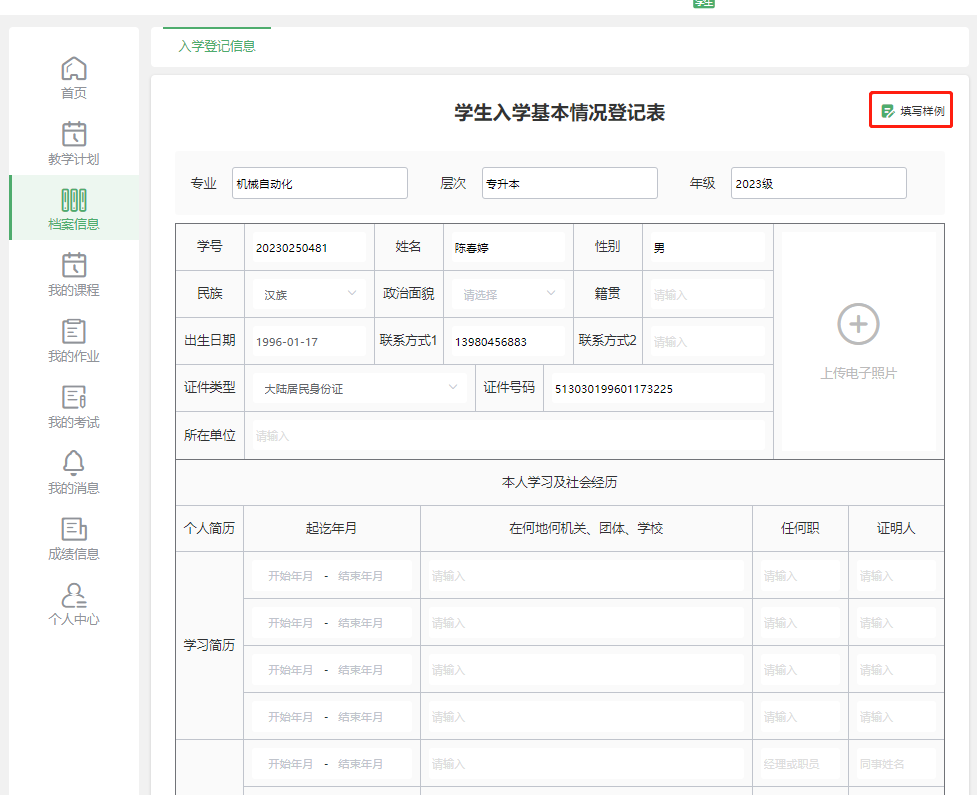 学生
入学登记信息
首页
教学计划
档案信息
我的课程
我的作业
我的考试
我的消息
成绩信息
个人中心
学生入学基本情况登记表
填写样例
专业 机械自动化 层次 专升本 年级 2023级
学号 20230250481 姓名 陈春婷 性别 男
民族 汉族 政治面貌 请选择 籍贯 请输入
出生日期 1996-01-17 联系方式1 13980456883 联系方式2 请输入
上传电子照片
证件类型 大陆居民身份证 证件号码 513030199601173225
所在单位 请输入
本人学习及社会经历
个人简历 起讫年月 在何地何机关、团体、学校 任何职 证明人
开始年月 - 结束年月 请输入 请输入 请输入
开始年月 - 结束年月 请输入 请输入 请输入
学习简历
开始年月 - 结束年月 请输入 请输入 请输入
开始年月 - 结束年月 请输入 请输入 请输入
开始年月 - 结束年月 请输入 经理或职员 同事姓名